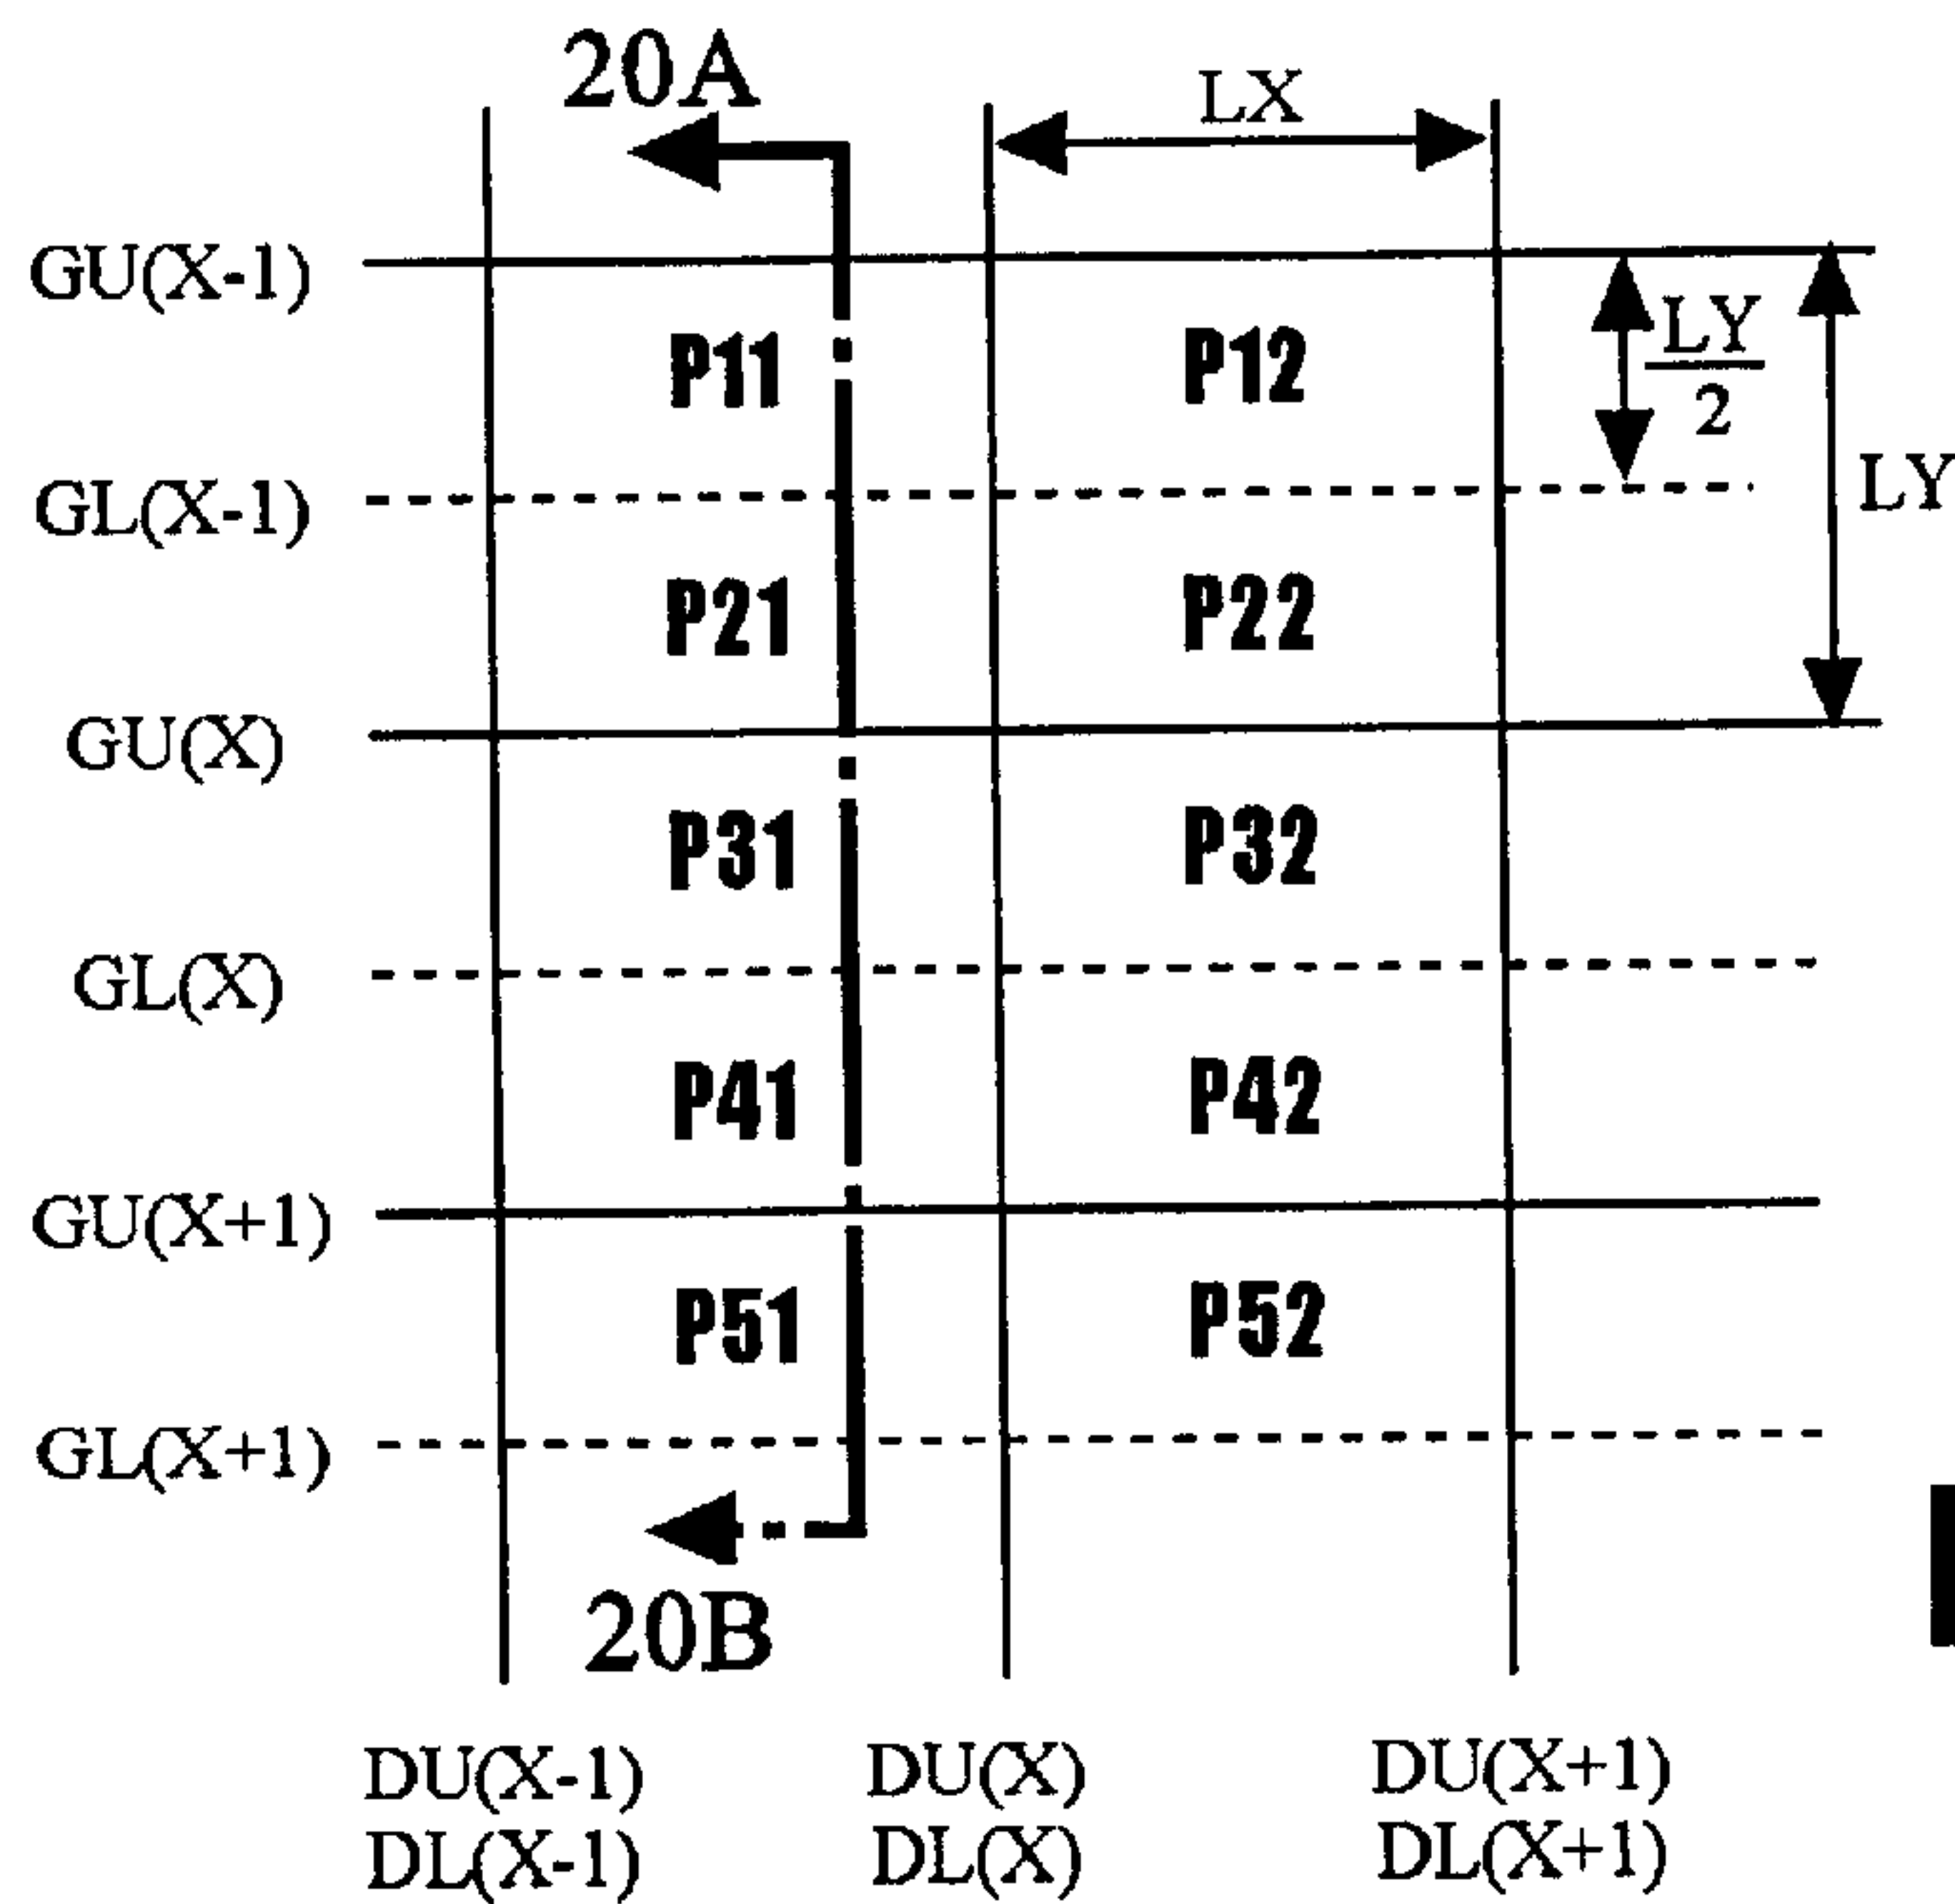 20A
LX
GU(X-1)
P11
P12
LY
2
GL(X-1)
LY
P21
P22
GU(X)
P31
P32
GL(X)
P41
P42
GU(X+1)
P51
P52
GL(X+1)
20B
DU(X-1)
DU(X)
DU(X+1)
DL(X-1)
DL(X)
DL(X+1)